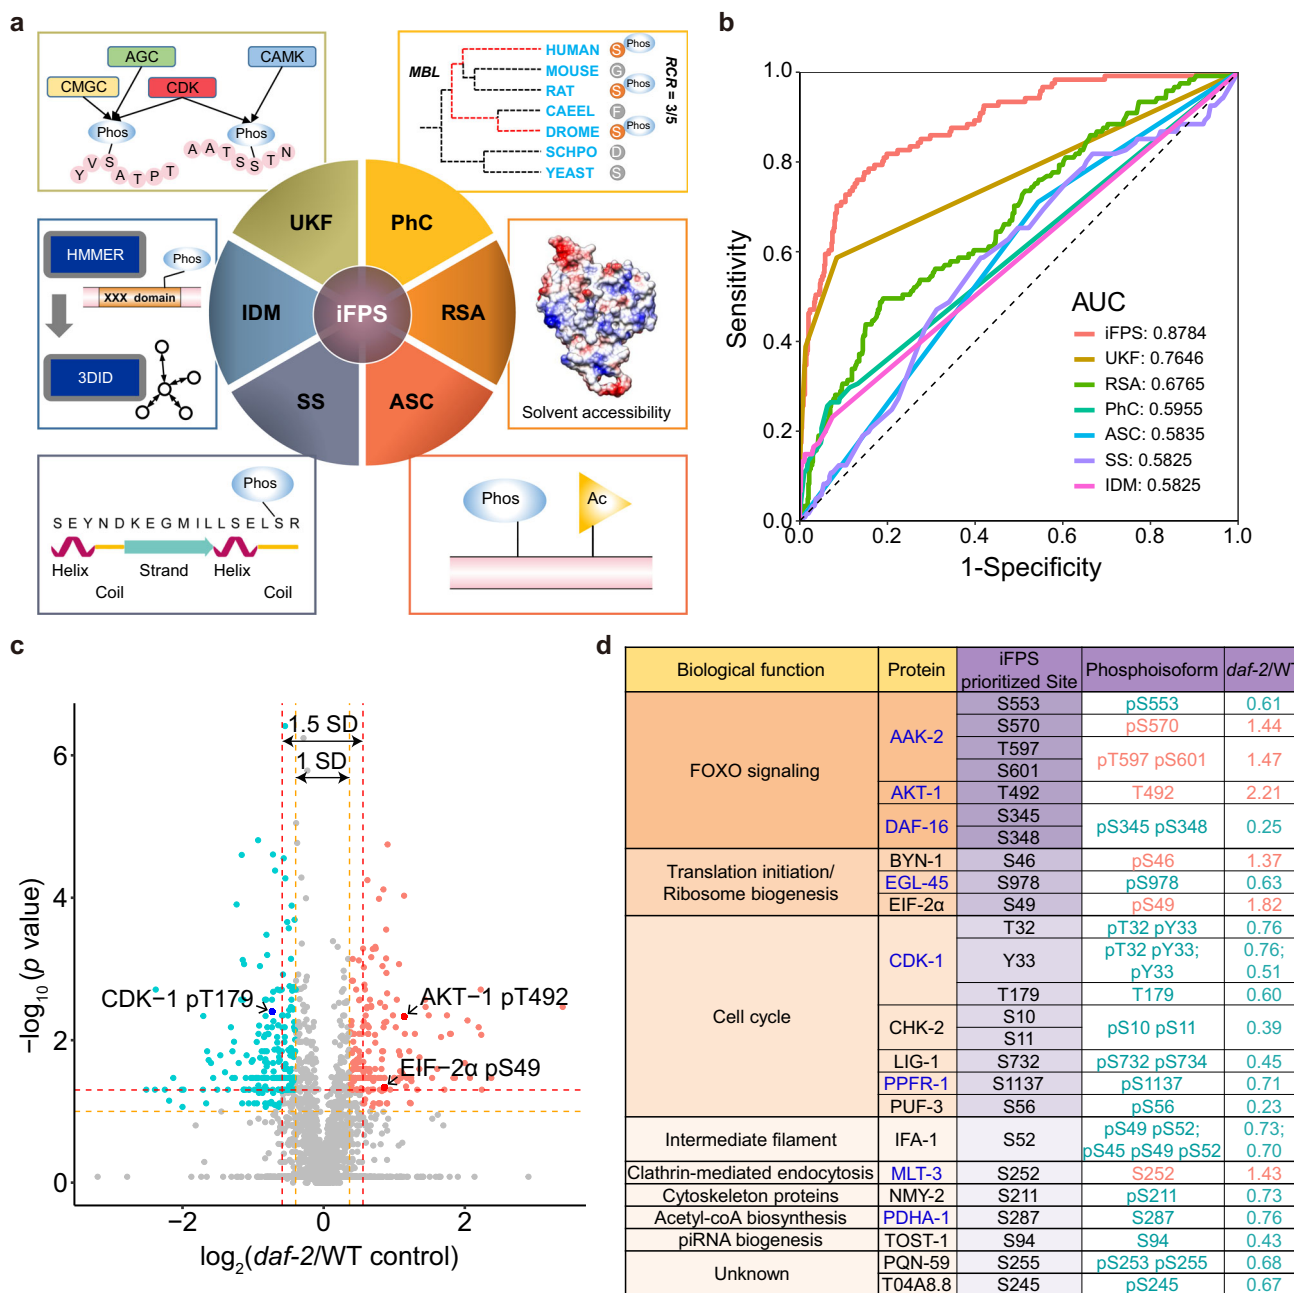 a
AGC
CAMK
CMGC
CDK
Phos
Phos
Y V S A T P T
A A T S S T N
MBL
HUMAN S Phos
MOUSE G
RAT S Phos
CAEEL F
DROME S Phos
SCHPO D
YEAST S
RCR = 3/5
HMMER
Phos
XXX domain
3DID
UKF
PhC
IDM
iFPS
RSA
SS
ASC
Solvent accessibility
Phos
S E Y N D K E G M I L L S E L S R
Helix
Strand
Helix
Coil
Coil
Phos
Ac
b
1.0
0.8
0.6
0.4
0.2
0.0
Sensitivity
AUC
iFPS: 0.8784
UKF: 0.7646
RSA: 0.6765
PhC: 0.5955
ASC: 0.5835
SS: 0.5825
IDM: 0.5825
0.0 0.2 0.4 0.6 0.8 1.0
1-Specificity
c
1.5 SD
1 SD
6
4
2
0
−log10 (p value)
CDK−1 pT179
AKT−1 pT492
EIF−2α pS49
−2 0 2
log2(daf-2/WT control)
d
Biological function Protein iFPS prioritized Site Phosphoisoform daf-2/WT
FOXO signaling AAK-2 S553 pS553 0.61
S570 pS570 1.44
T597 pT597 pS601 1.47
S601
AKT-1 T492 T492 2.21
DAF-16 S345 pS345 pS348 0.25
S348
Translation initiation/ Ribosome biogenesis BYN-1 S46 pS46 1.37
EGL-45 S978 pS978 0.63
EIF-2α S49 pS49 1.82
Cell cycle CDK-1 T32 pT32 pY33 0.76
Y33 pT32 pY33; 0.76;
pY33 0.51
T179 T179 0.60
CHK-2 S10 pS10 pS11 0.39
S11
LIG-1 S732 pS732 pS734 0.45
PPFR-1 S1137 pS1137 0.71
PUF-3 S56 pS56 0.23
Intermediate filament IFA-1 S52 pS49 pS52; 0.73;
pS45 pS49 pS52 0.70
Clathrin-mediated endocytosis MLT-3 S252 S252 1.43
Cytoskeleton proteins NMY-2 S211 pS211 0.73
Acetyl-coA biosynthesis PDHA-1 S287 S287 0.76
piRNA biogenesis TOST-1 S94 S94 0.43
Unknown PQN-59 S255 pS253 pS255 0.68
T04A8.8 S245 pS245 0.67